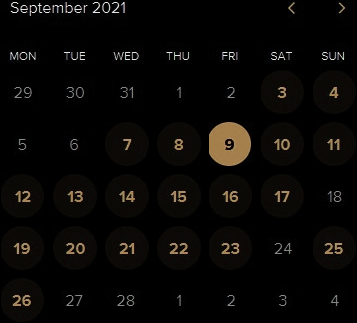 September 2021
MON TUE WED THU FRI SAT SUN
29 30 31 1 2 3 4
5 6 7 8 9 10 11
12 13 14 15 16 17 18
19 20 21 22 23 24 25
26 27 28 1 2 3 4